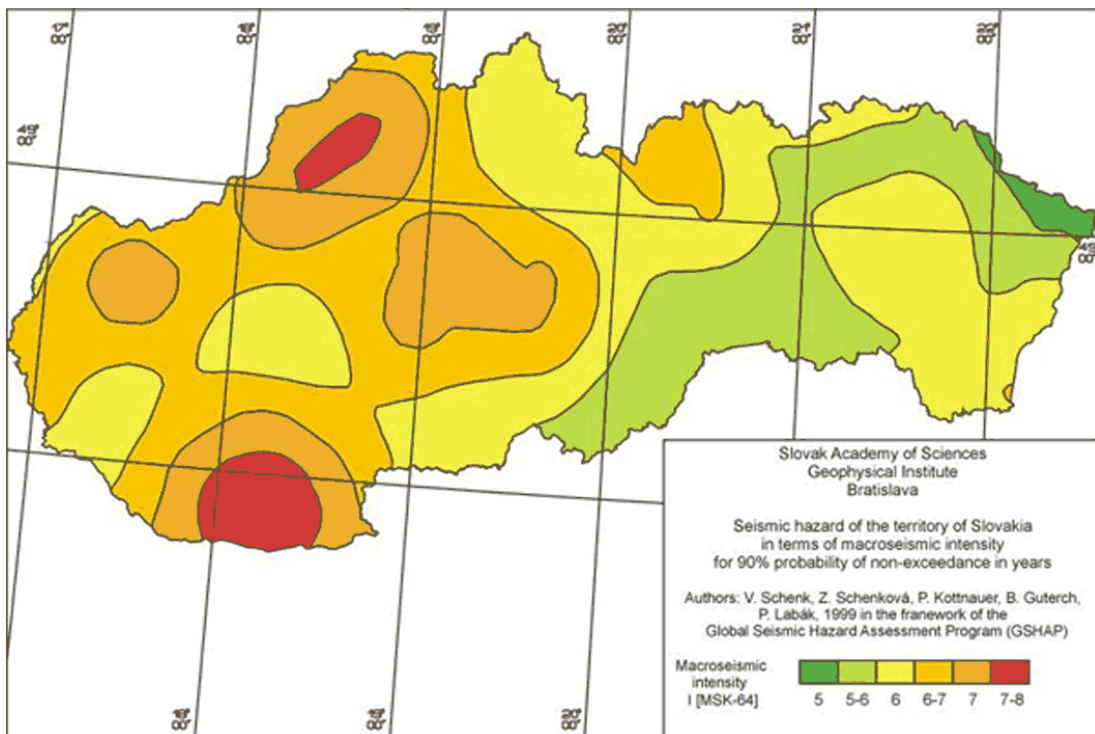 Slovak Academy of Sciences
Geophysical Institute
Bratislava
Seismic hazard of the territory of Slovakia
in terms of macroseismic intensity
for 90% probability of non-exceedance in years
Authors: V. Schenk, Z. Schenková, P. Kottnauer, B. Guterch,
P. Labák, 1999 in the franework of the
Global Seismic Hazard Assessment Program (GSHAP)
Macroseismic
intensity
I [MSK-64]
5 5-6 6 6-7 7 7-8